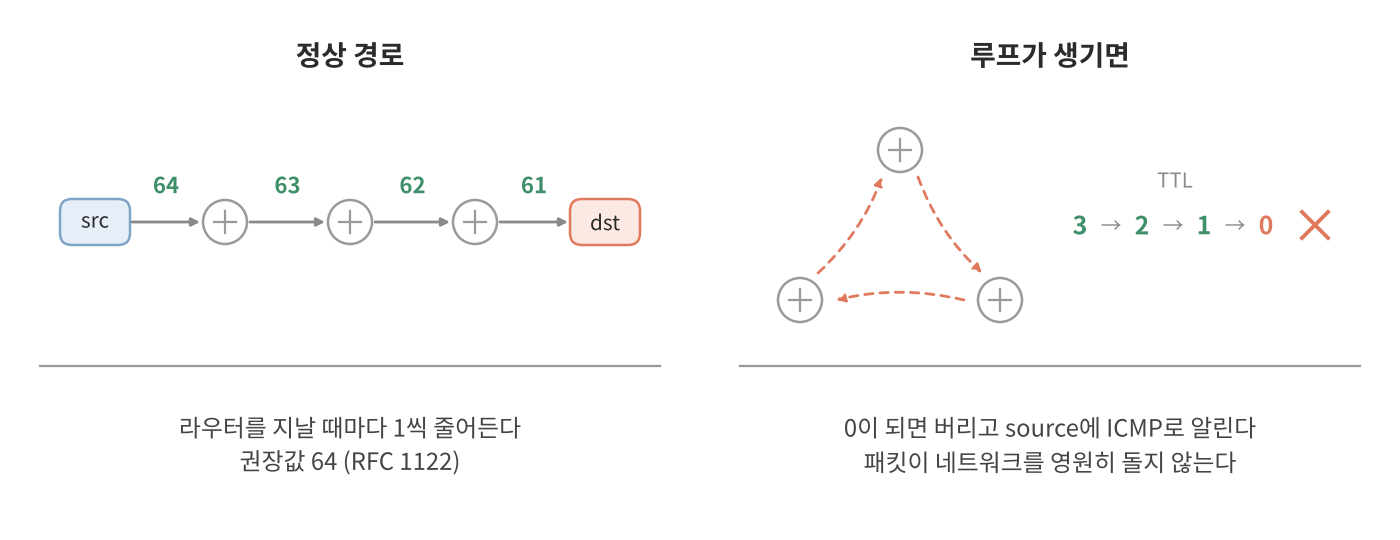 정상 경로
64 63 62 61
src dst
라우터를 지날 때마다 1씩 줄어든다
권장값 64 (RFC 1122)
루프가 생기면
TTL
3 → 2 → 1 → 0
0이 되면 버리고 source에 ICMP로 알린다
패킷이 네트워크를 영원히 돌지 않는다